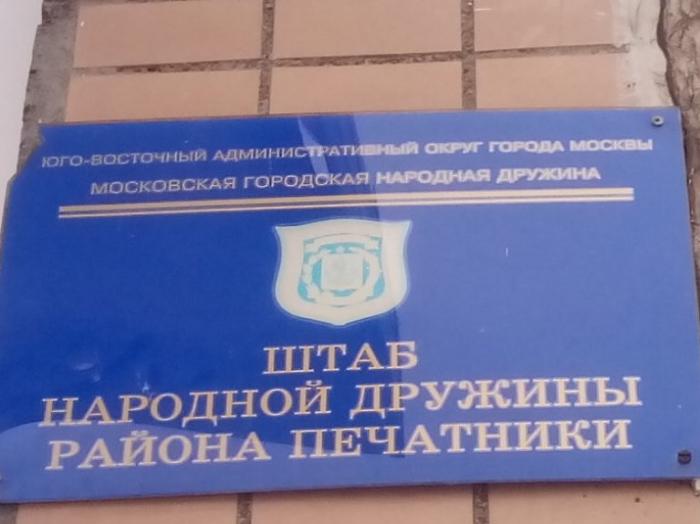 ЮГО-ВОСТОЧНЫЙ АДМИНИСТРАТИВНЫЙ ОКРУГ ГОРОДА МОСКВЫ
МОСКОВСКАЯ ГОРОДСКАЯ НАРОДНАЯ ДРУЖИНА
ШТАБ
НАРОДНОЙ ДРУЖИНЫ
РАЙОНА ПЕЧАТНИКИ